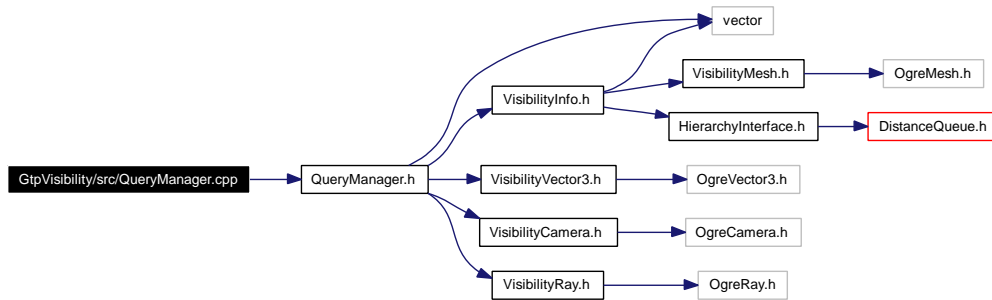 vector
VisibilityMesh.h
OgreMesh.h
VisibilityInfo.h
HierarchyInterface.h
DistanceQueue.h
GtpVisibility/src/QueryManager.cpp
QueryManager.h
VisibilityVector3.h
OgreVector3.h
VisibilityCamera.h
OgreCamera.h
VisibilityRay.h
OgreRay.h